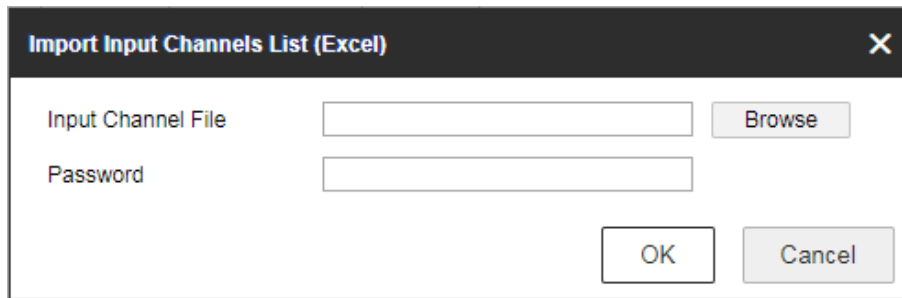 Import Input Channels List (Excel)
Input Channel File
Browse
Password
OK
Cancel